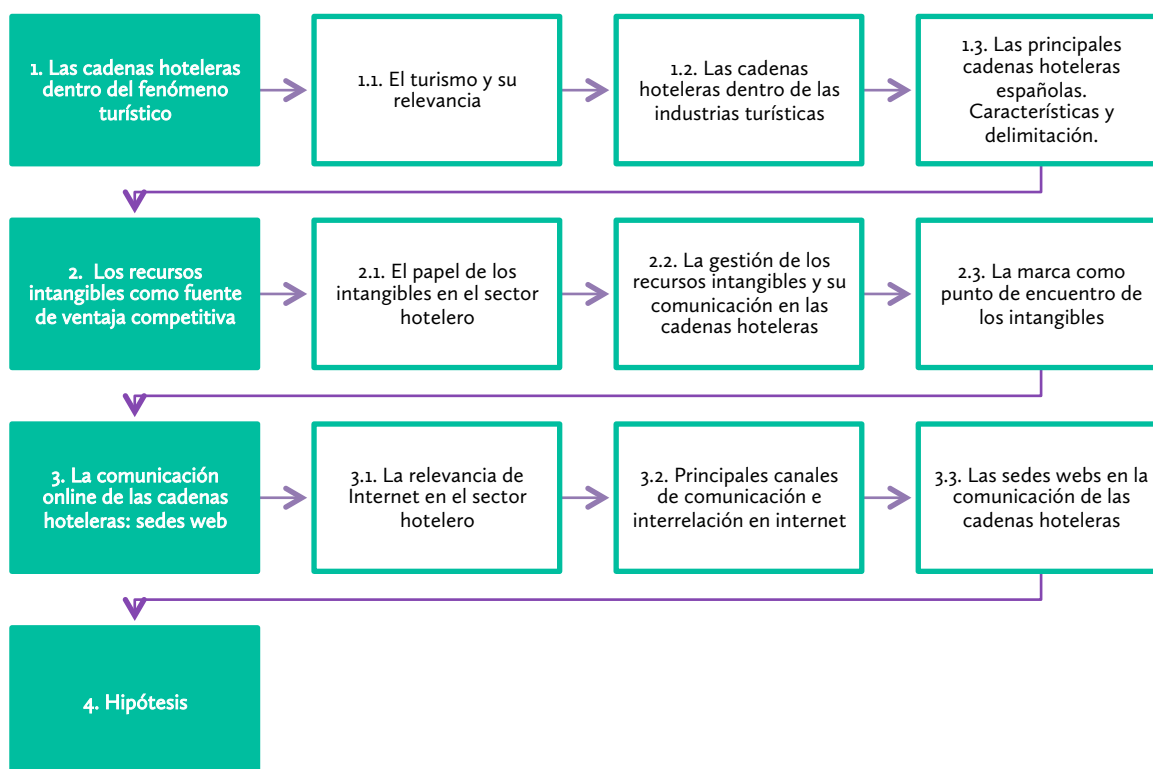 1. Las cadenas hoteleras
dentro del fenómeno
turístico
1.1. El turismo y su
relevancia
1.2. Las cadenas
hoteleras dentro de las
industrias turísticas
1.3. Las principales
cadenas hoteleras
españolas.
Características y
delimitación.
2. Los recursos
intangibles como fuente
de ventaja competitiva
2.1. El papel de los
intangibles en el sector
hotelero
2.2. La gestión de los
recursos intangibles y su
comunicación en las
cadenas hoteleras
2.3. La marca como
punto de encuentro de
los intangibles
3. La comunicación
online de las cadenas
hoteleras: sedes web
3.1. La relevancia de
Internet en el sector
hotelero
3.2. Principales canales
de comunicación e
interrelación en internet
3.3. Las sedes webs en la
comunicación de las
cadenas hoteleras
4. Hipótesis